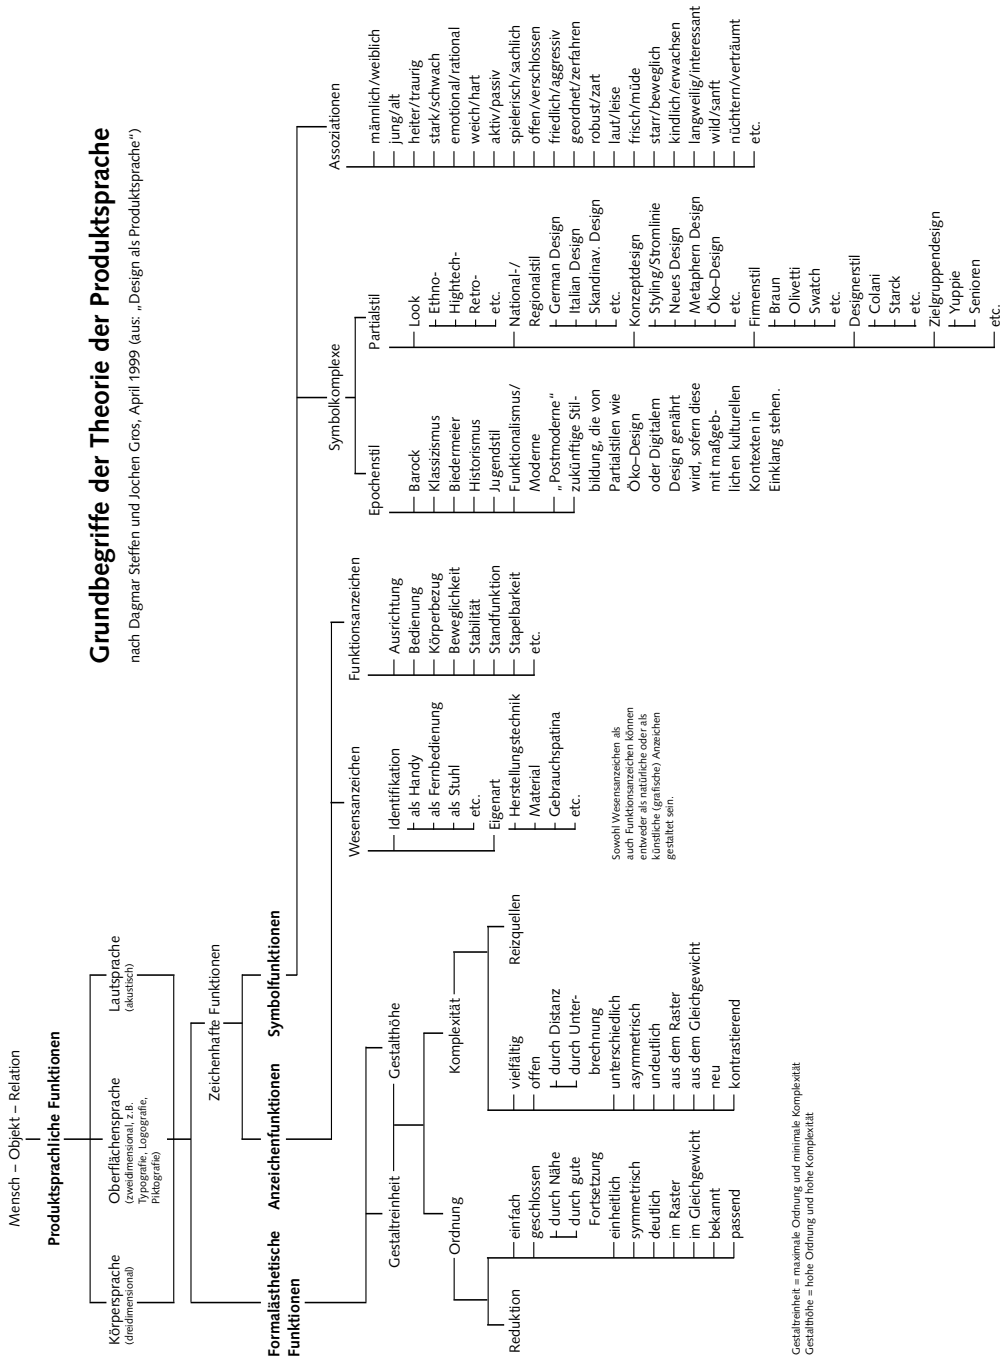 Grundbegriffe der Theorie der Produktsprache
nach Dagmar Steffen und Jochen Gros, April 1999 (aus: „Design als Produktsprache“)
Mensch – Objekt – Relation
Produktsprachliche Funktionen
Körpersprache
(dreidimensional)
Oberflächensprache
(zweidimensional, z.B.
Typografie, Logografie,
Piktografie)
Lautsprache
(akustisch)
Zeichenhafte Funktionen
Formalästhetische
Funktionen
Anzeichenfunktionen
Symbolfunktionen
Gestaltreinheit
Gestalthöhe
Ordnung
Komplexität
Reduktion
einfach
geschlossen
durch Nähe
durch gute
Fortsetzung
einheitlich
symmetrisch
deutlich
im Raster
im Gleichgewicht
bekannt
passend
Reizquellen
vielfältig
offen
durch Distanz
durch Unter-
brechnung
unterschiedlich
asymmetrisch
undeutlich
aus dem Raster
aus dem Gleichgewicht
neu
kontrastierend
Gestaltreinheit = maximale Ordnung und minimale Komplexität
Gestalthöhe = hohe Ordnung und hohe Komplexität
Wesensanzeichen
Identifikation
als Handy
als Fernbedienung
als Stuhl
etc.
Eigenart
Herstellungstechnik
Material
Gebrauchspatina
etc.
Sowohl Wesensanzeichen als
auch Funktionsanzeichen können
entweder als natürliche oder als
künstliche (grafische) Anzeichen
gestaltet sein.
Funktionsanzeichen
Ausrichtung
Bedienung
Körperbezug
Beweglichkeit
Stabilität
Standfunktion
Stapelbarkeit
etc.
Symbolkomplexe
Epochenstil
Barock
Klassizismus
Biedermeier
Historismus
Jugendstil
Funktionalismus/
Moderne
„Postmoderne“
zukünftige Stil-
bildung, die von
Partialstilen wie
Öko–Design
oder Digitalem
Design genährt
wird, sofern diese
mit maßgeb-
lichen kulturellen
Kontexten in
Einklang stehen.
Partialstil
Look
Ethno-
Hightech-
Retro-
etc.
National-/
Regionalstil
German Design
Italian Design
Skandinav. Design
etc.
Konzeptdesign
Styling/Stromlinie
Neues Design
Metaphern Design
Öko–Design
etc.
Firmenstil
Braun
Olivetti
Swatch
etc.
Designerstil
Colani
Starck
etc.
Zielgruppendesign
Yuppie
Senioren
etc.
Assoziationen
männlich/weiblich
jung/alt
heiter/traurig
stark/schwach
emotional/rational
weich/hart
aktiv/passiv
spielerisch/sachlich
offen/verschlossen
friedlich/aggressiv
geordnet/zerfahren
robust/zart
laut/leise
frisch/müde
starr/beweglich
kindlich/erwachsen
langweilig/interessant
wild/sanft
nüchtern/verträumt
etc.